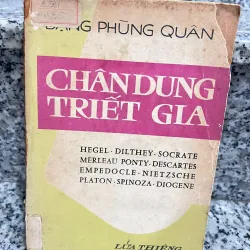 ĐẶNG PHÙNG QUÂN
CHÂN DUNG
TRIẾT GIA
HEGEL - DILTHEY - SOCRATE
MERLEAU PONTY - DESCARTES
EMPEDOCLE - NIETZSCHE
PLATON - SPINOZA - DIOGENE
LỬA THIÊNG